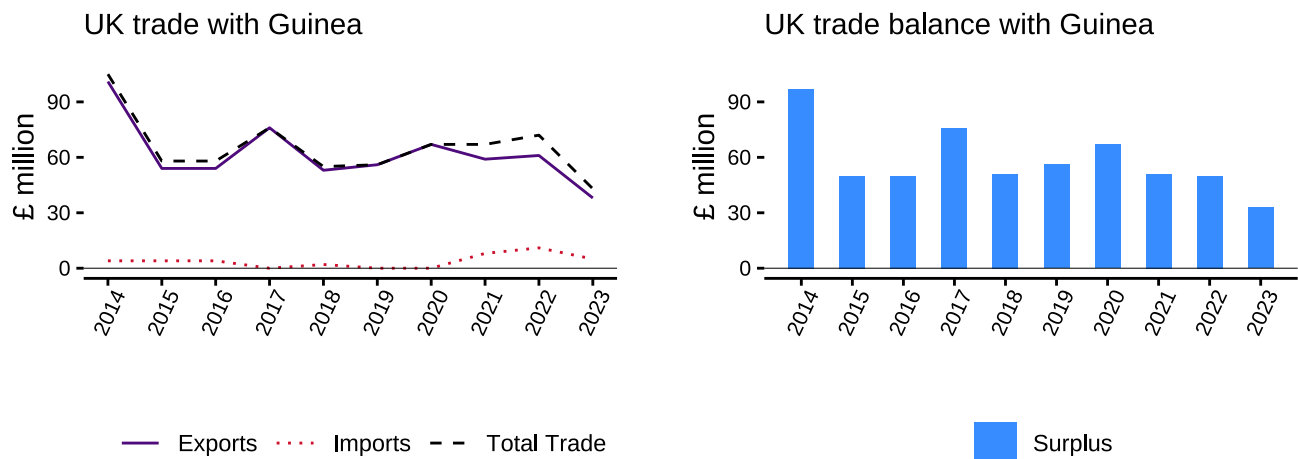 UK trade with Guinea
£ million
90
60
30
0
2014 2015 2016 2017 2018 2019 2020 2021 2022 2023
Exports Imports Total Trade
UK trade balance with Guinea
£ million
90
60
30
0
2014 2015 2016 2017 2018 2019 2020 2021 2022 2023
Surplus